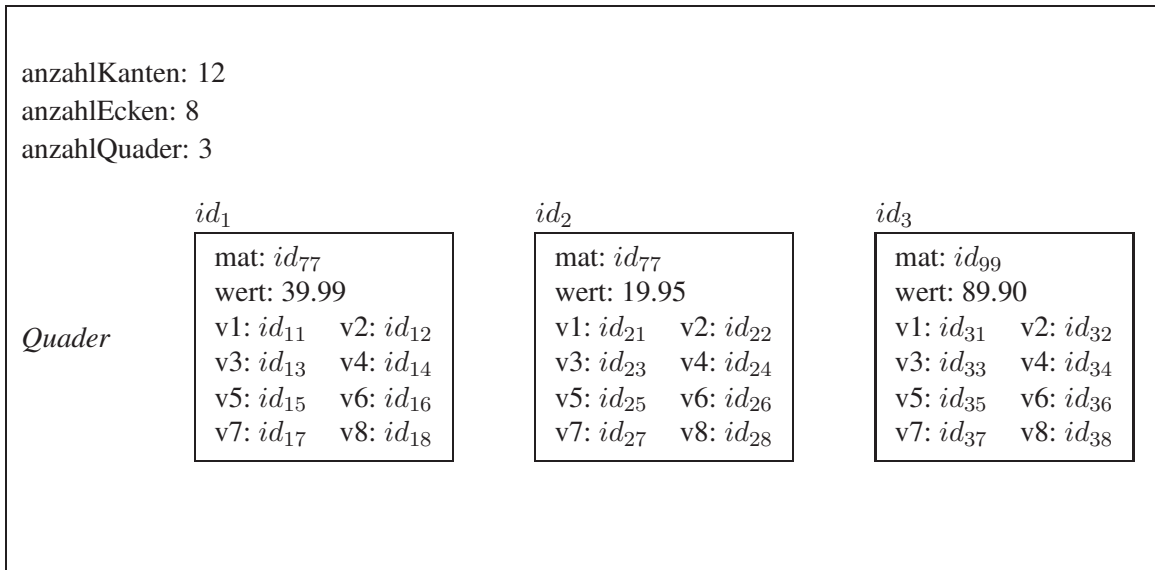 anzahlKanten: 12
anzahlEcken: 8
anzahlQuader: 3
id₁ id₂ id₃
mat: id₇₇ mat: id₇₇ mat: id₉₉
wert: 39.99 wert: 19.95 wert: 89.90
Quader v1: id₁₁ v2: id₁₂ v1: id₂₁ v2: id₂₂ v1: id₃₁ v2: id₃₂
v3: id₁₃ v4: id₁₄ v3: id₂₃ v4: id₂₄ v3: id₃₃ v4: id₃₄
v5: id₁₅ v6: id₁₆ v5: id₂₅ v6: id₂₆ v5: id₃₅ v6: id₃₆
v7: id₁₇ v8: id₁₈ v7: id₂₇ v8: id₂₈ v7: id₃₇ v8: id₃₈